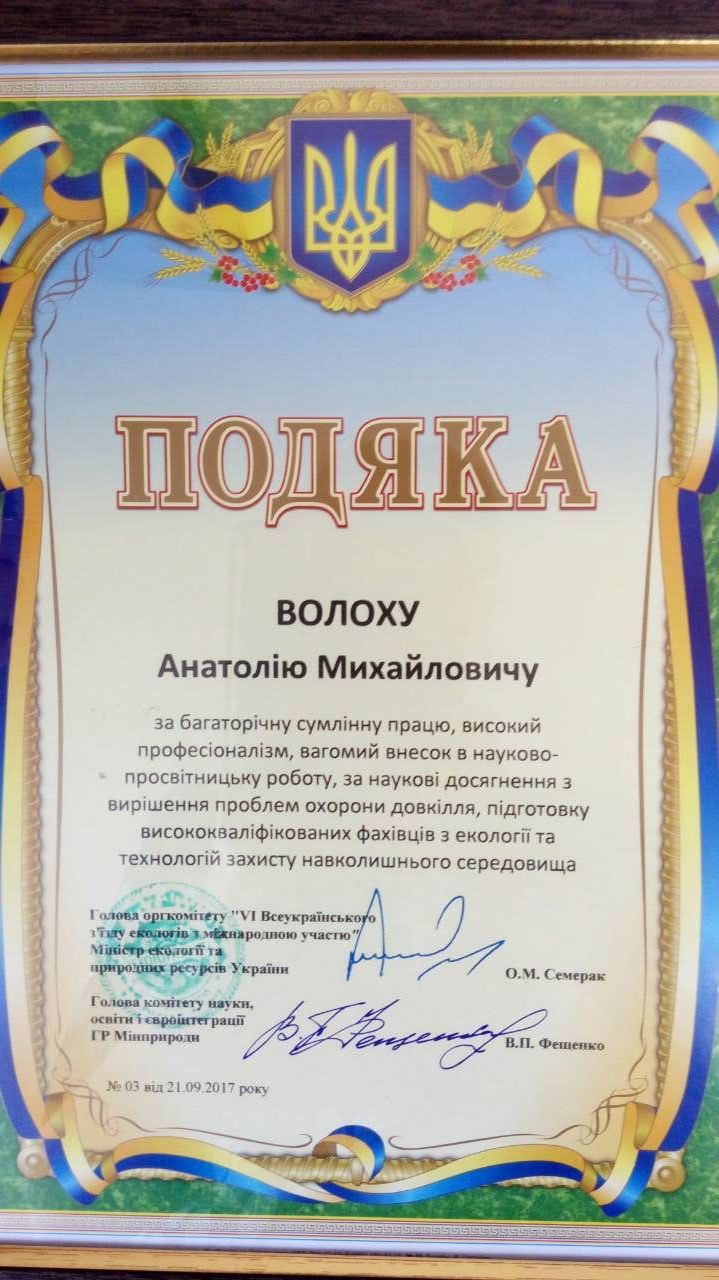 ПОДЯКА
ВОЛОХУ
Анатолію Михайловичу
за багаторічну сумлінну працю, високий
професіоналізм, вагомий внесок в науково-
просвітницьку роботу, за наукові досягнення з
вирішення проблем охорони довкілля, підготовку
висококваліфікованих фахівців з екології та
технологій захисту навколишнього середовища
Голова оргкомітету "VI Всеукраїнського
з'їзду екологів з міжнародною участю"
Міністр екології та
природних ресурсів України
О.М. Семерак
Голова комітету науки,
освіти і євроінтеграції
ГР Мінприроди
В.П. Фещенко
№ 03 від 21.09.2017 року